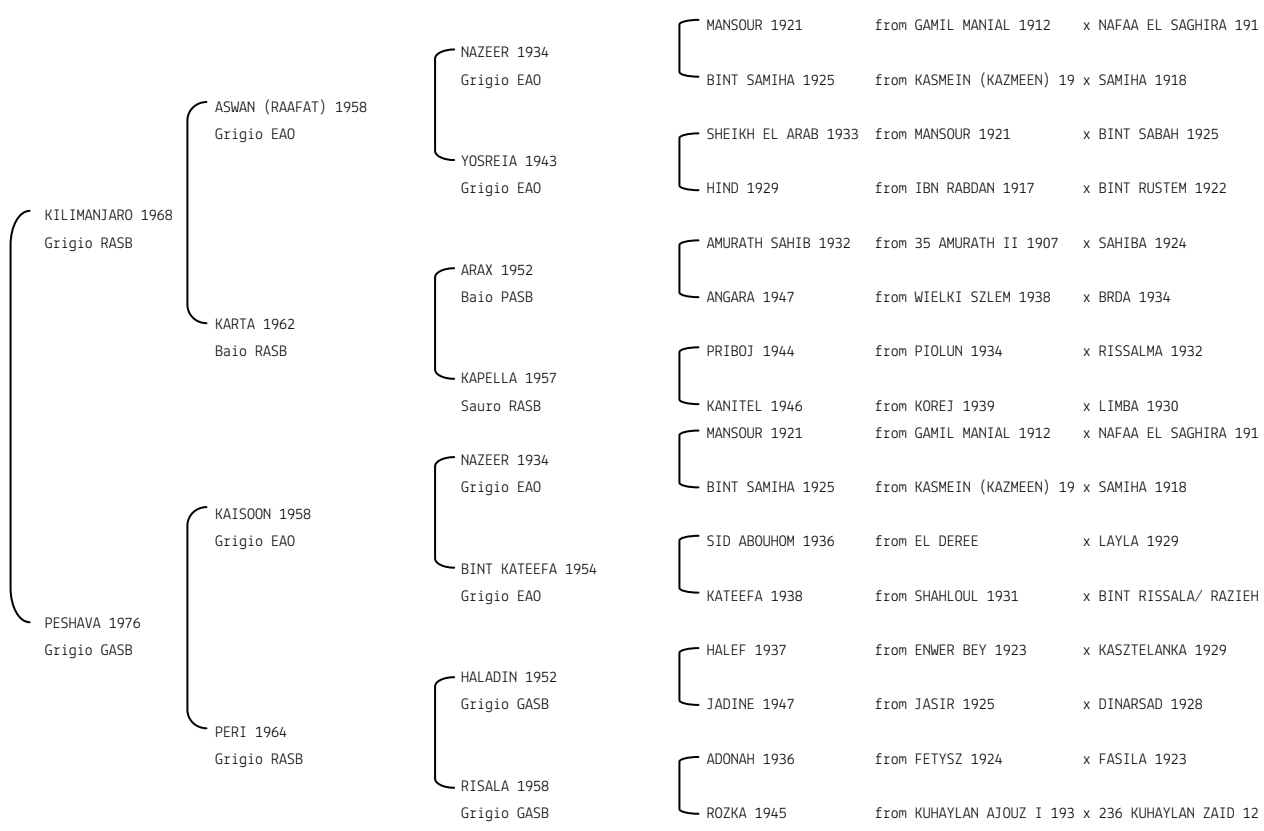 MANSOUR 1921 from GAMIL MANIAL 1912 x NAFAA EL SAGHIRA 191
NAZEER 1934
Grigio EAO
BINT SAMIHA 1925 from KASMEIN (KAZMEEN) 19 x SAMIHA 1918
ASWAN (RAAFAT) 1958
Grigio EAO
SHEIKH EL ARAB 1933 from MANSOUR 1921 x BINT SABAH 1925
YOSREIA 1943
Grigio EAO
HIND 1929 from IBN RABDAN 1917 x BINT RUSTEM 1922
KILIMANJARO 1968
Grigio RASB
AMURATH SAHIB 1932 from 35 AMURATH II 1907 x SAHIBA 1924
ARAX 1952
Baio PASB
ANGARA 1947 from WIELKI SZLEM 1938 x BRDA 1934
KARTA 1962
Baio RASB
PRIBOJ 1944 from PIOLUN 1934 x RISSALMA 1932
KAPELLA 1957
Sauro RASB
KANITEL 1946 from KOREJ 1939 x LIMBA 1930
MANSOUR 1921 from GAMIL MANIAL 1912 x NAFAA EL SAGHIRA 191
NAZEER 1934
Grigio EAO
BINT SAMIHA 1925 from KASMEIN (KAZMEEN) 19 x SAMIHA 1918
KAISOON 1958
Grigio EAO
SID ABOUHOM 1936 from EL DEREE x LAYLA 1929
BINT KATEEFA 1954
Grigio EAO
KATEEFA 1938 from SHAHLOUL 1931 x BINT RISSALA/ RAZIEH
PESHAVA 1976
Grigio GASB
HALEF 1937 from ENWER BEY 1923 x KASZTELANKA 1929
HALADIN 1952
Grigio GASB
JADINE 1947 from JASIR 1925 x DINARSAD 1928
PERI 1964
Grigio RASB
ADONAH 1936 from FETYSZ 1924 x FASILA 1923
RISALA 1958
Grigio GASB
ROZKA 1945 from KUHAYLAN AJOUZ I 193 x 236 KUHAYLAN ZAID 12